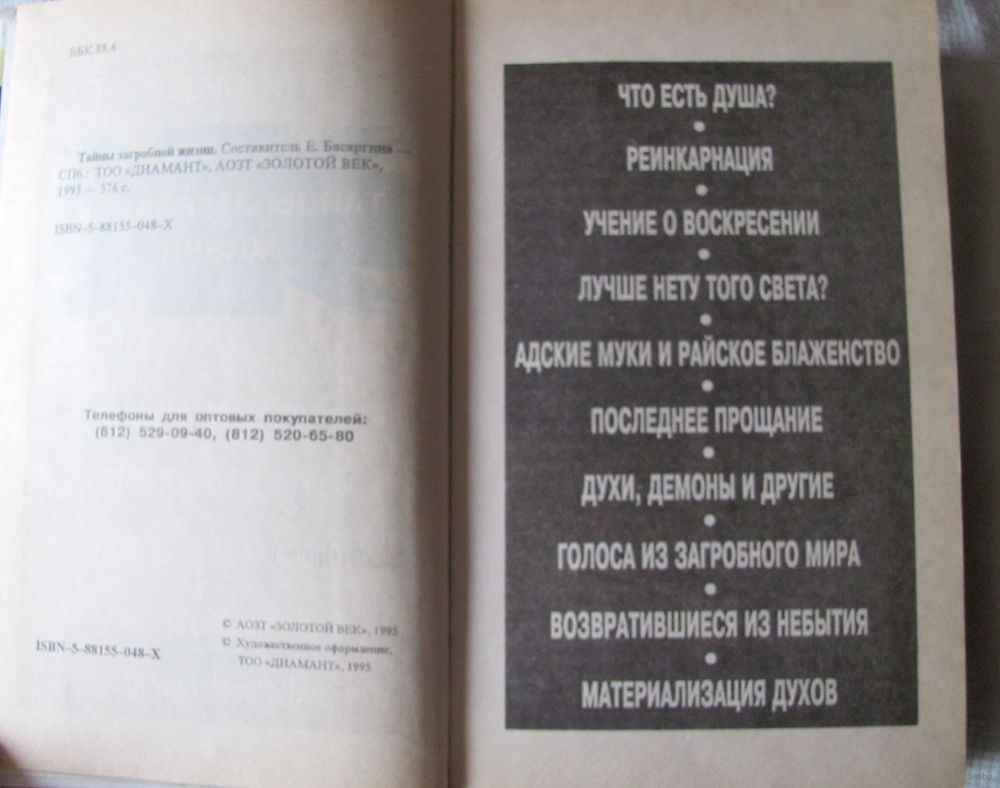 ББК 88.6
Тайны загробной жизни. Составитель Е. Басаргина —
СПб.: ТОО «ДИАМАНТ», АОЗТ «ЗОЛОТОЙ ВЕК»,
1995 — 576 с.
ISBN–5–88155–048–X
Телефоны для оптовых покупателей:
(812) 529-09-40, (812) 520-65-80
© АОЗТ «ЗОЛОТОЙ ВЕК», 1995
© Художественное оформление,
ТОО «ДИАМАНТ», 1995
ISBN–5–88155–048–X
ЧТО ЕСТЬ ДУША?
•
РЕИНКАРНАЦИЯ
•
УЧЕНИЕ О ВОСКРЕСЕНИИ
•
ЛУЧШЕ НЕТУ ТОГО СВЕТА?
•
АДСКИЕ МУКИ И РАЙСКОЕ БЛАЖЕНСТВО
•
ПОСЛЕДНЕЕ ПРОЩАНИЕ
•
ДУХИ, ДЕМОНЫ И ДРУГИЕ
•
ГОЛОСА ИЗ ЗАГРОБНОГО МИРА
•
ВОЗВРАТИВШИЕСЯ ИЗ НЕБЫТИЯ
•
МАТЕРИАЛИЗАЦИЯ ДУХОВ